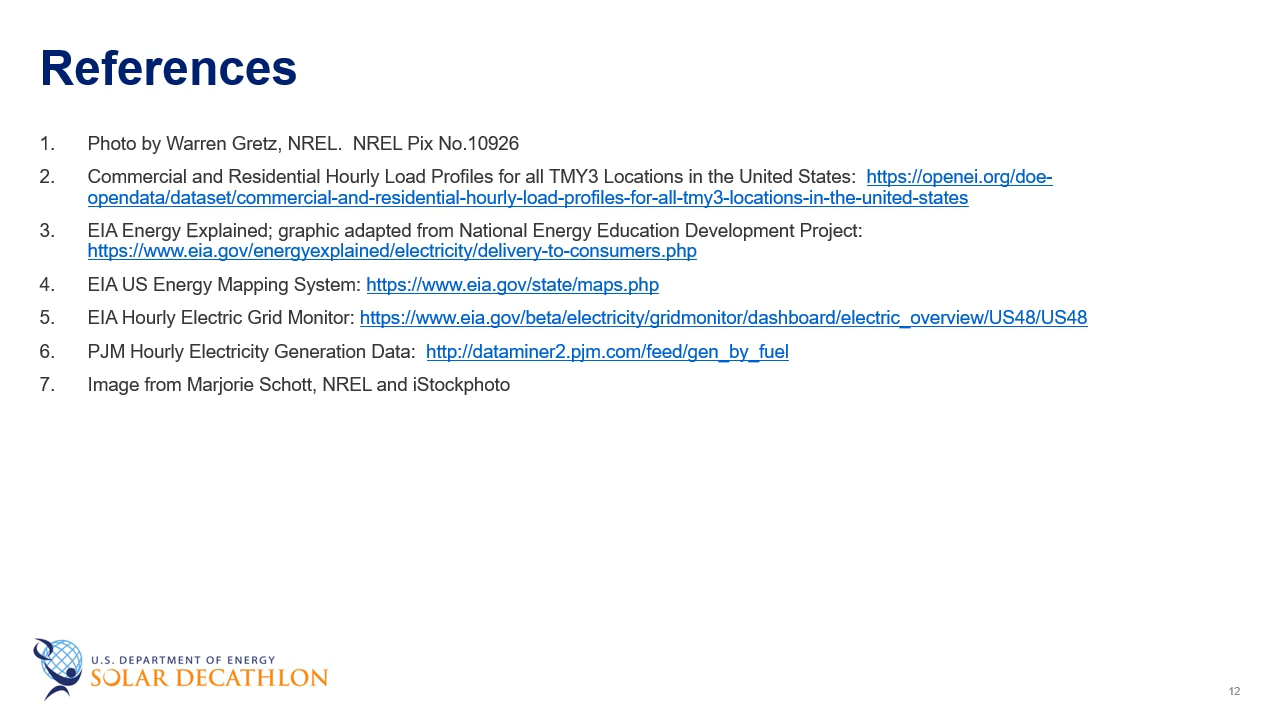 References
1. Photo by Warren Gretz, NREL.  NREL Pix No.10926
2. Commercial and Residential Hourly Load Profiles for all TMY3 Locations in the United States:  https://openei.org/doe-
opendata/dataset/commercial-and-residential-hourly-load-profiles-for-all-tmy3-locations-in-the-united-states
3. EIA Energy Explained; graphic adapted from National Energy Education Development Project:
https://www.eia.gov/energyexplained/electricity/delivery-to-consumers.php
4. EIA US Energy Mapping System: https://www.eia.gov/state/maps.php
5. EIA Hourly Electric Grid Monitor: https://www.eia.gov/beta/electricity/gridmonitor/dashboard/electric_overview/US48/US48
6. PJM Hourly Electricity Generation Data:  http://dataminer2.pjm.com/feed/gen_by_fuel
7. Image from Marjorie Schott, NREL and iStockphoto
U.S. DEPARTMENT OF ENERGY
SOLAR DECATHLON
12